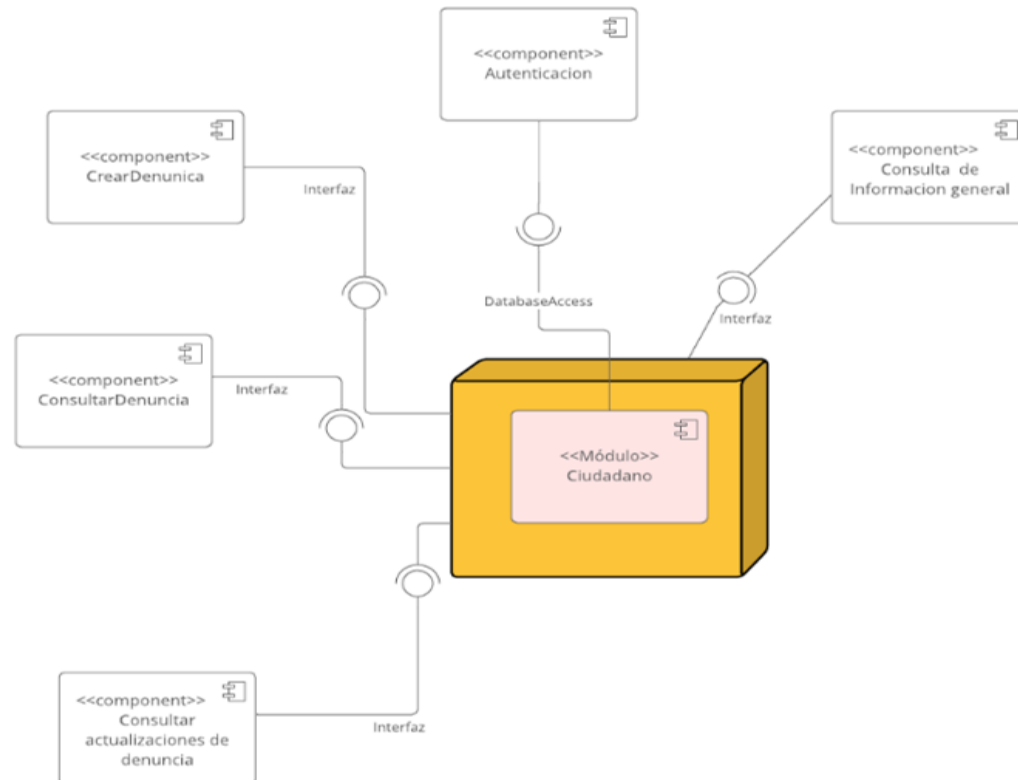 <<component>>
Autenticacion
<<component>>
CrearDenunica
Interfaz
<<component>>
Consulta de
Informacion general
DatabaseAccess
Interfaz
<<component>>
ConsultarDenuncia
Interfaz
<<Módulo>>
Ciudadano
<<component>>
Consultar
actualizaciones de
denuncia
Interfaz